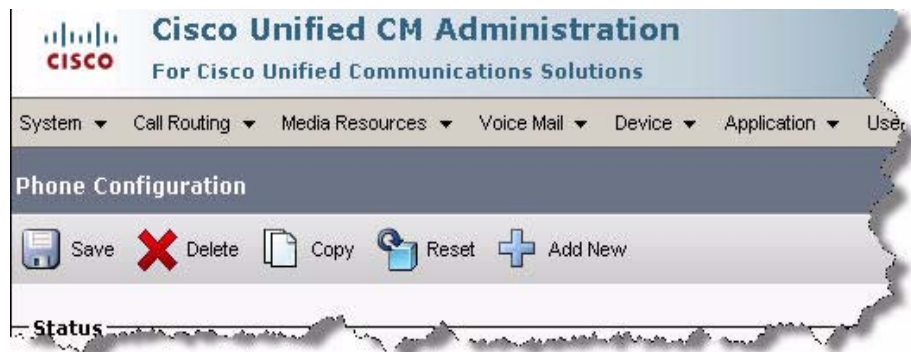 Cisco Unified CM Administration
CISCO
For Cisco Unified Communications Solutions
System Call Routing Media Resources Voice Mail Device Application
Phone Configuration
Save Delete Copy Reset Add New
Status